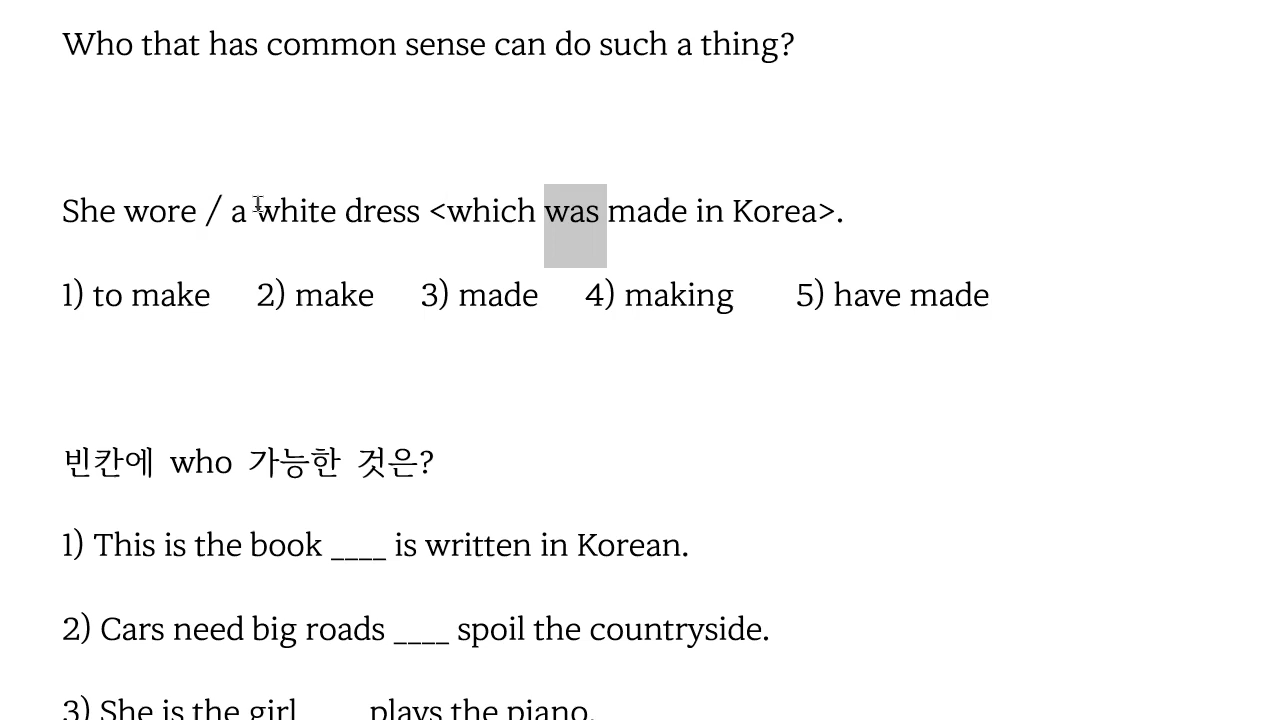 Who that has common sense can do such a thing?
She wore / a white dress <which was made in Korea>.
1) to make 2) make 3) made 4) making 5) have made
빈칸에 who 가능한 것은?
1) This is the book ____ is written in Korean.
2) Cars need big roads ____ spoil the countryside.
3) She is the girl ____ plays the piano.